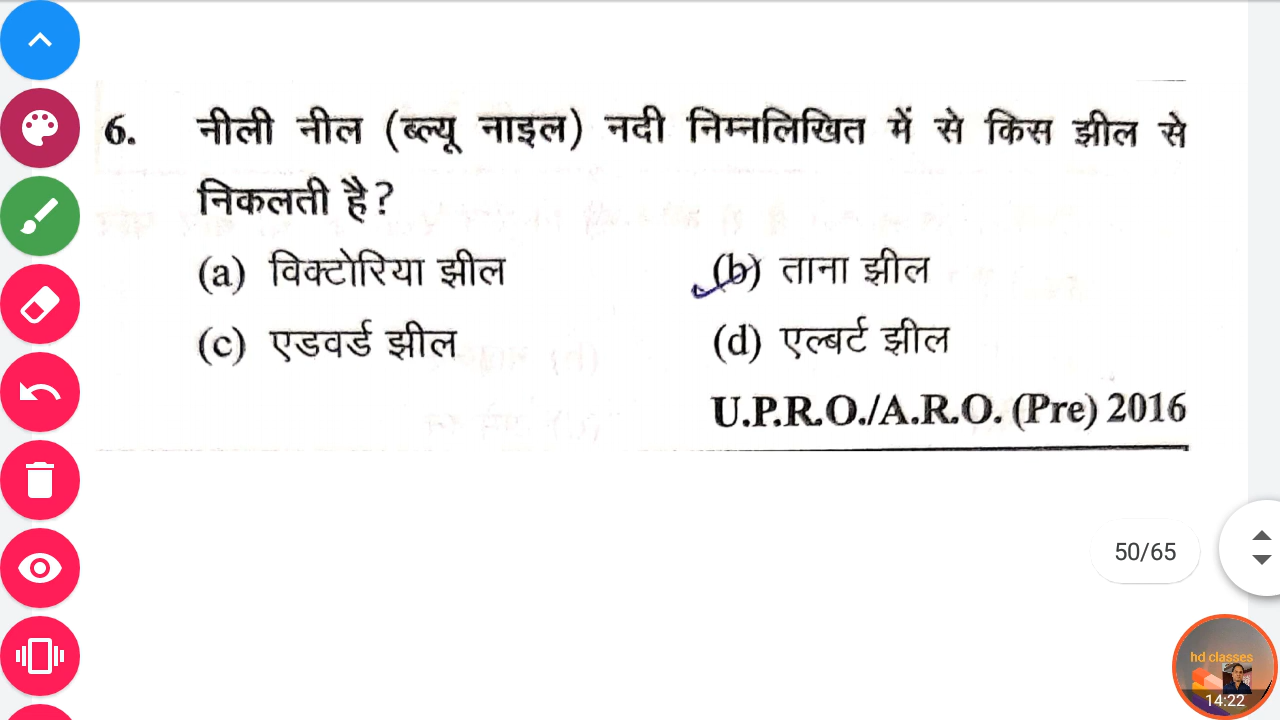 6. नीली नील (ब्ल्यू नाइल) नदी निम्नलिखित में से किस झील से
निकलती है?
(a) विक्टोरिया झील (b) ताना झील
(c) एडवर्ड झील (d) एल्बर्ट झील
U.P.R.O./A.R.O. (Pre) 2016
50/65
hd classes
14:22